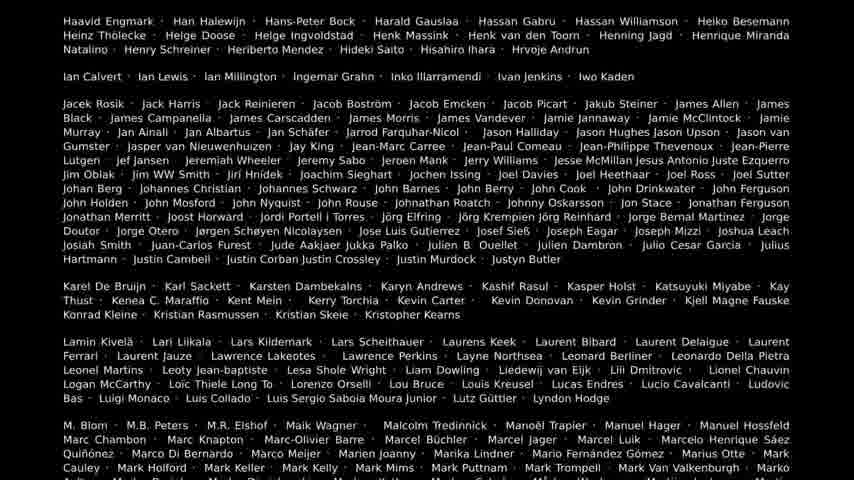 Haavid Engmark · Han Halewijn · Hans-Peter Bock · Harald Gauslaa · Hassan Gabru · Hassan Williamson · Heiko Besemann
Heinz Thölecke · Helge Doose · Helge Ingvoldstad · Henk Massink · Henk van den Toorn · Henning Jagd · Henrique Miranda
Natalino · Henry Schreiner · Heriberto Mendez · Hideki Saito · Hisahiro Ihara · Hrvoje Andrun
Ian Calvert · Ian Lewis · Ian Millington · Ingemar Grahn · Inko Illarramendi · Ivan Jenkins · Iwo Kaden
Jacek Rosik · Jack Harris · Jack Reinieren · Jacob Boström · Jacob Emcken · Jacob Picart · Jakub Steiner · James Allen · James
Black · James Campanella · James Carscadden · James Morris · James Vandever · Jamie Jannaway · Jamie McClintock · Jamie
Murray · Jan Ainali · Jan Albartus · Jan Schäfer · Jarrod Farquhar-Nicol · Jason Halliday · Jason Hughes Jason Upson · Jason van
Gumster · Jasper van Nieuwenhuizen · Jay King · Jean-Marc Carree · Jean-Paul Comeau · Jean-Philippe Thevenoux · Jean-Pierre
Lutgen · Jef Jansen · Jeremiah Wheeler · Jeremy Sabo · Jeroen Mank · Jerry Williams · Jesse McMillan Jesus Antonio Juste Ezquerro
Jim Oblak · Jim WW Smith · Jirí Hnídek · Joachim Sieghart · Jochen Issing · Joel Davies · Joel Heethaar · Joel Ross · Joel Sutter
Johan Berg · Johannes Christian · Johannes Schwarz · John Barnes · John Berry · John Cook · John Drinkwater · John Ferguson
John Holden · John Mosford · John Nyquist · John Rouse · Johnathan Roatch · Johnny Oskarsson · Jon Stace · Jonathan Ferguson
Jonathan Merritt · Joost Horward · Jordi Portell i Torres · Jörg Elfring · Jörg Krempien Jörg Reinhard · Jorge Bernal Martinez · Jorge
Doutor · Jorge Otero · Jørgen Schøyen Nicolaysen · Jose Luis Gutierrez · Josef Sieß · Joseph Eagar · Joseph Mizzi · Joshua Leach
Josiah Smith · Juan-Carlos Furest · Jude Aakjaer Jukka Palko · Julien B. Ouellet · Julien Dambron · Julio Cesar Garcia · Julius
Hartmann · Justin Cambell · Justin Corban Justin Crossley · Justin Murdock · Justyn Butler
Karel De Bruijn · Karl Sackett · Karsten Dambekalns · Karyn Andrews · Kashif Rasul · Kasper Holst · Katsuyuki Miyabe · Kay
Thust · Kenea C. Maraffio · Kent Mein · Kerry Torchia · Kevin Carter · Kevin Donovan · Kevin Grinder · Kjell Magne Fauske
Konrad Kleine · Kristian Rasmussen · Kristian Skeie · Kristopher Kearns
Lamin Kivelä · Lari Liikala · Lars Kildemark · Lars Scheithauer · Laurens Keek · Laurent Bibard · Laurent Delaigue · Laurent
Ferrari · Laurent Jauze · Lawrence Lakeotes · Lawrence Perkins · Layne Northsea · Leonard Berliner · Leonardo Della Pietra
Leonel Martins · Leoty Jean-baptiste · Lesa Shole Wright · Liam Dowling · Liedewij van Eijk · Liii Dmitrovic · Lionel Chauvin
Logan McCarthy · Loïc Thiele Long To · Lorenzo Orselli · Lou Bruce · Louis Kreusel · Lucas Endres · Lucio Cavalcanti · Ludovic
Bas · Luigi Monaco · Luis Collado · Luis Sergio Saboia Moura Junior · Lutz Güttler · Lyndon Hodge
M. Blom · M.B. Peters · M.R. Elshof · Maik Wagner · Malcolm Tredinnick · Manoël Trapier · Manuel Hager · Manuel Hossfeld
Marc Chambon · Marc Knapton · Marc-Olivier Barre · Marcel Büchler · Marcel Jager · Marcel Luik · Marcelo Henrique Sáez
Quiñónez · Marco Di Bernardo · Marco Meijer · Marien Joanny · Marika Lindner · Mario Fernández Gómez · Marius Otte · Mark
Cauley · Mark Holford · Mark Keller · Mark Kelly · Mark Mims · Mark Puttnam · Mark Trompell · Mark Van Valkenburgh · Marko